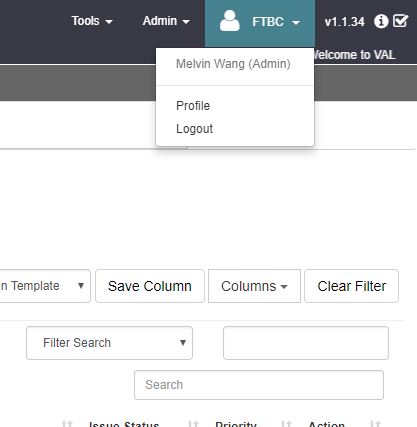 Tools Admin FTBC v1.1.34
Melvin Wang (Admin) Welcome to VAL
Profile
Logout
n Template Save Column Columns Clear Filter
Filter Search
Search
Issue Status Priority Action